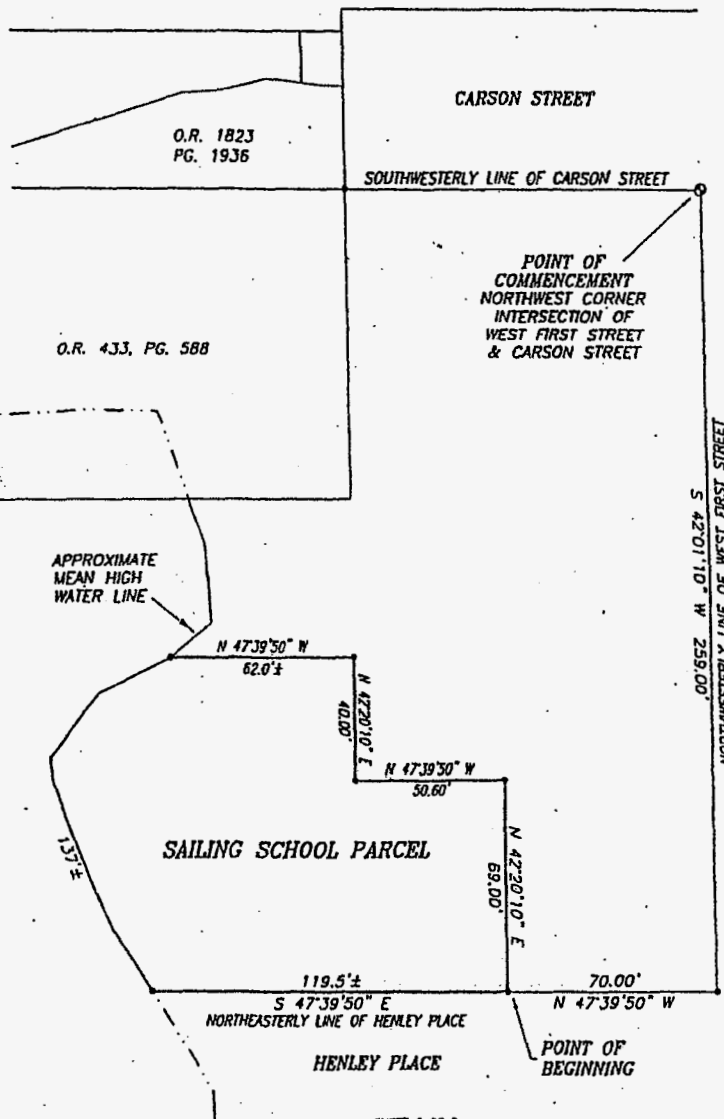 CARSON STREET
O.R. 1823
PG. 1936
SOUTHWESTERLY LINE OF CARSON STREET
POINT OF
COMMENCEMENT
NORTHWEST CORNER
INTERSECTION OF
WEST FIRST STREET
& CARSON STREET
O.R. 433, PG. 588
S 42°01'10" W 259.00'
LINE OF WEST FIRST STREET
APPROXIMATE
MEAN HIGH
WATER LINE
N 47°39'50" W
62.0'±
N 42°20'10" E
40.00'
N 47°39'50" W
50.60'
SAILING SCHOOL PARCEL
137'±
N 42°20'10" E
69.00'
119.5'±
S 47°39'50" E
NORTHEASTERLY LINE OF HENLEY PLACE
70.00'
N 47°39'50" W
HENLEY PLACE
POINT OF
BEGINNING